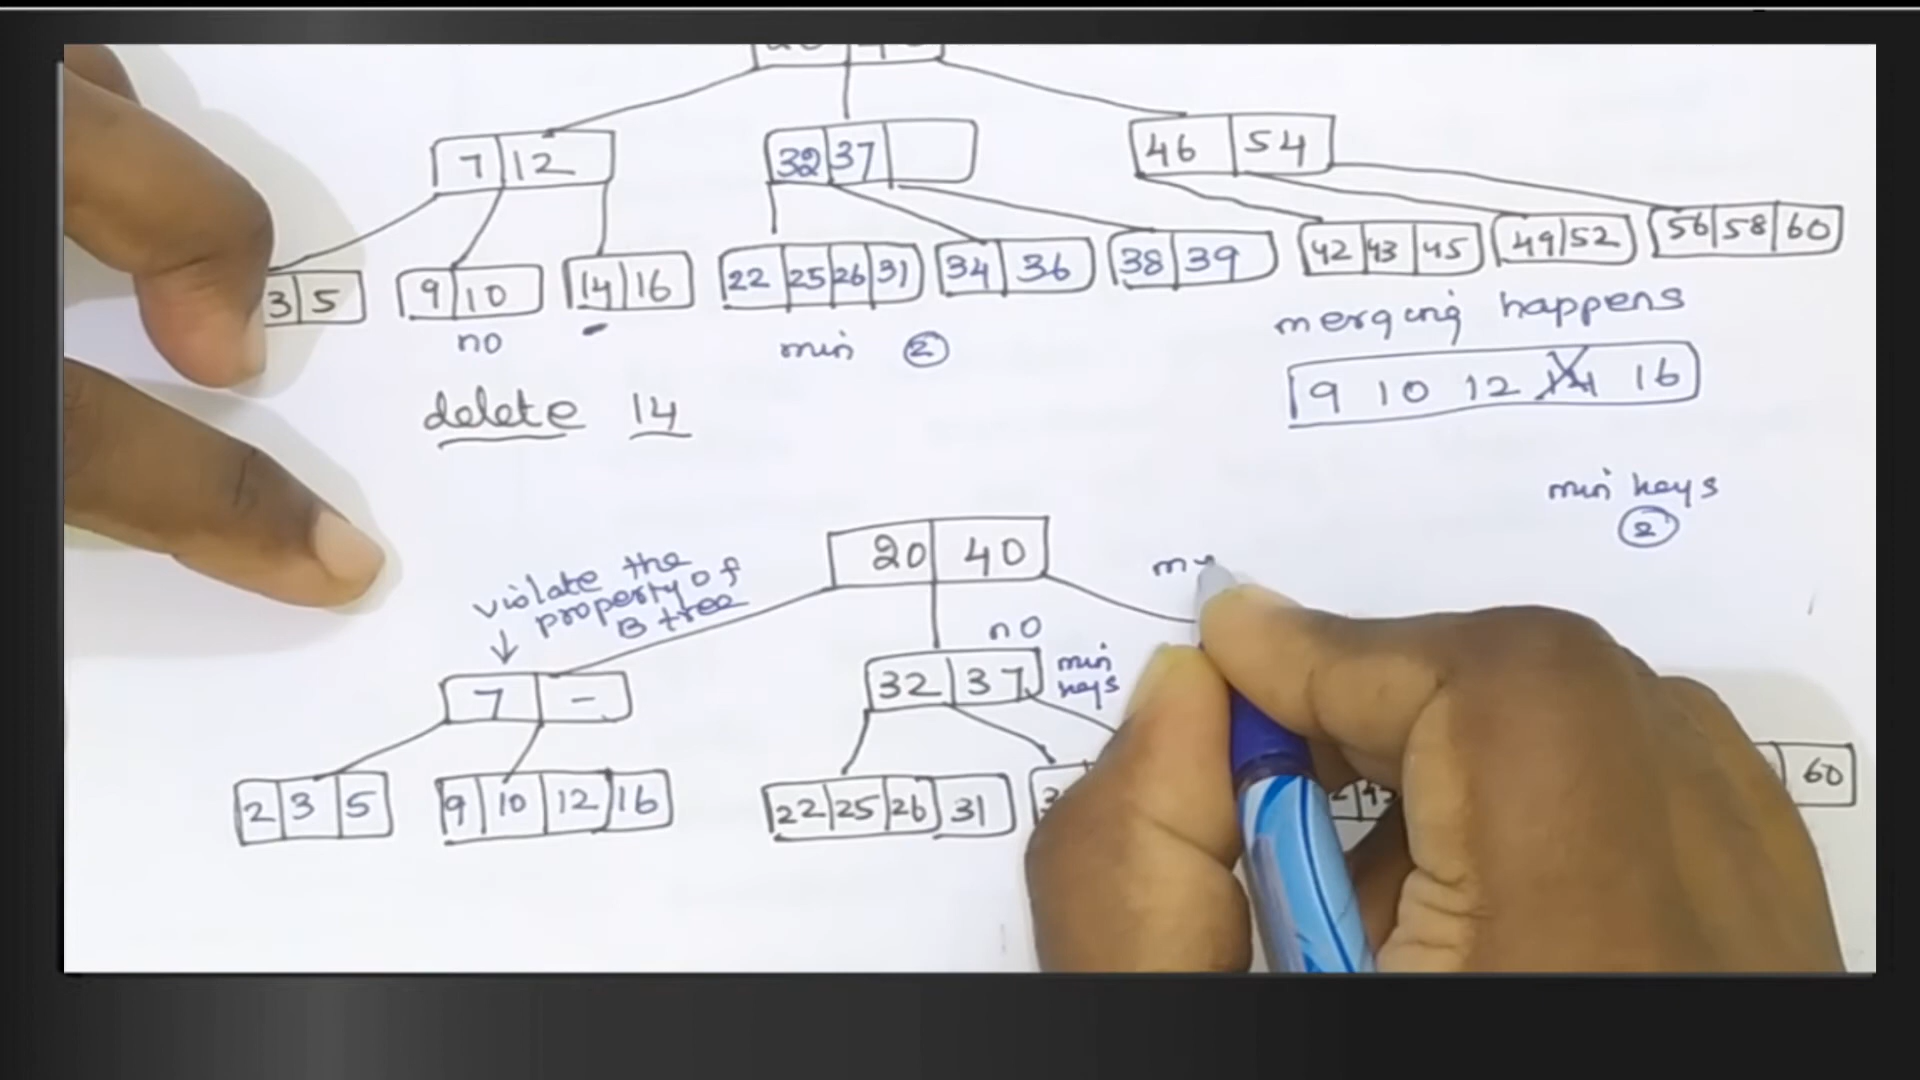 7 12
32 37
46 54
3 5
9 10
14 16
22 25 26 31
34 36
38 39
42 43 45
49 52
56 58 60
no
min 2
merging happens
9 10 12 14 16
delete 14
min keys
2
20 40
violate the
property of
B tree
no
min
keys
7 -
32 37
2 3 5
9 10 12 16
22 25 26 31
60